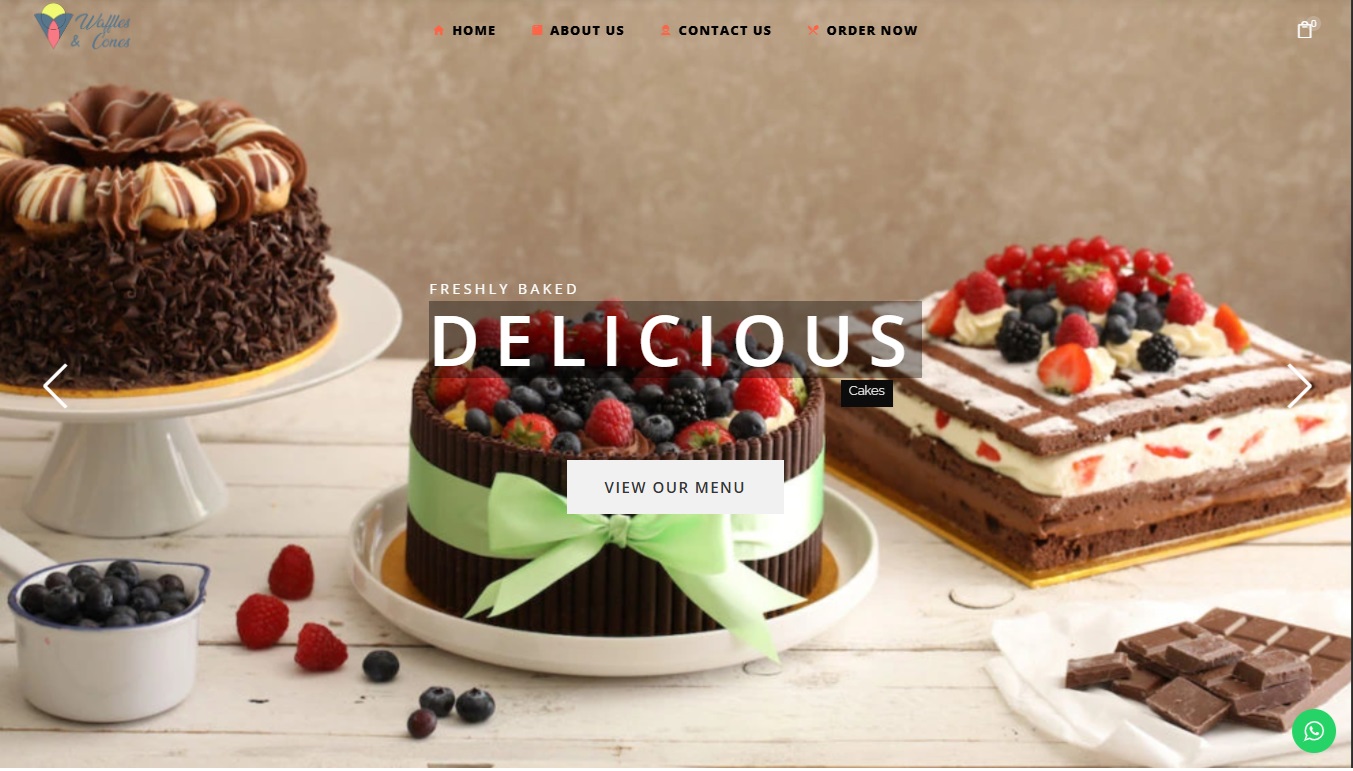 Waffles
& Cones
HOME
ABOUT US
CONTACT US
ORDER NOW
0
FRESHLY BAKED
DELICIOUS
Cakes
VIEW OUR MENU